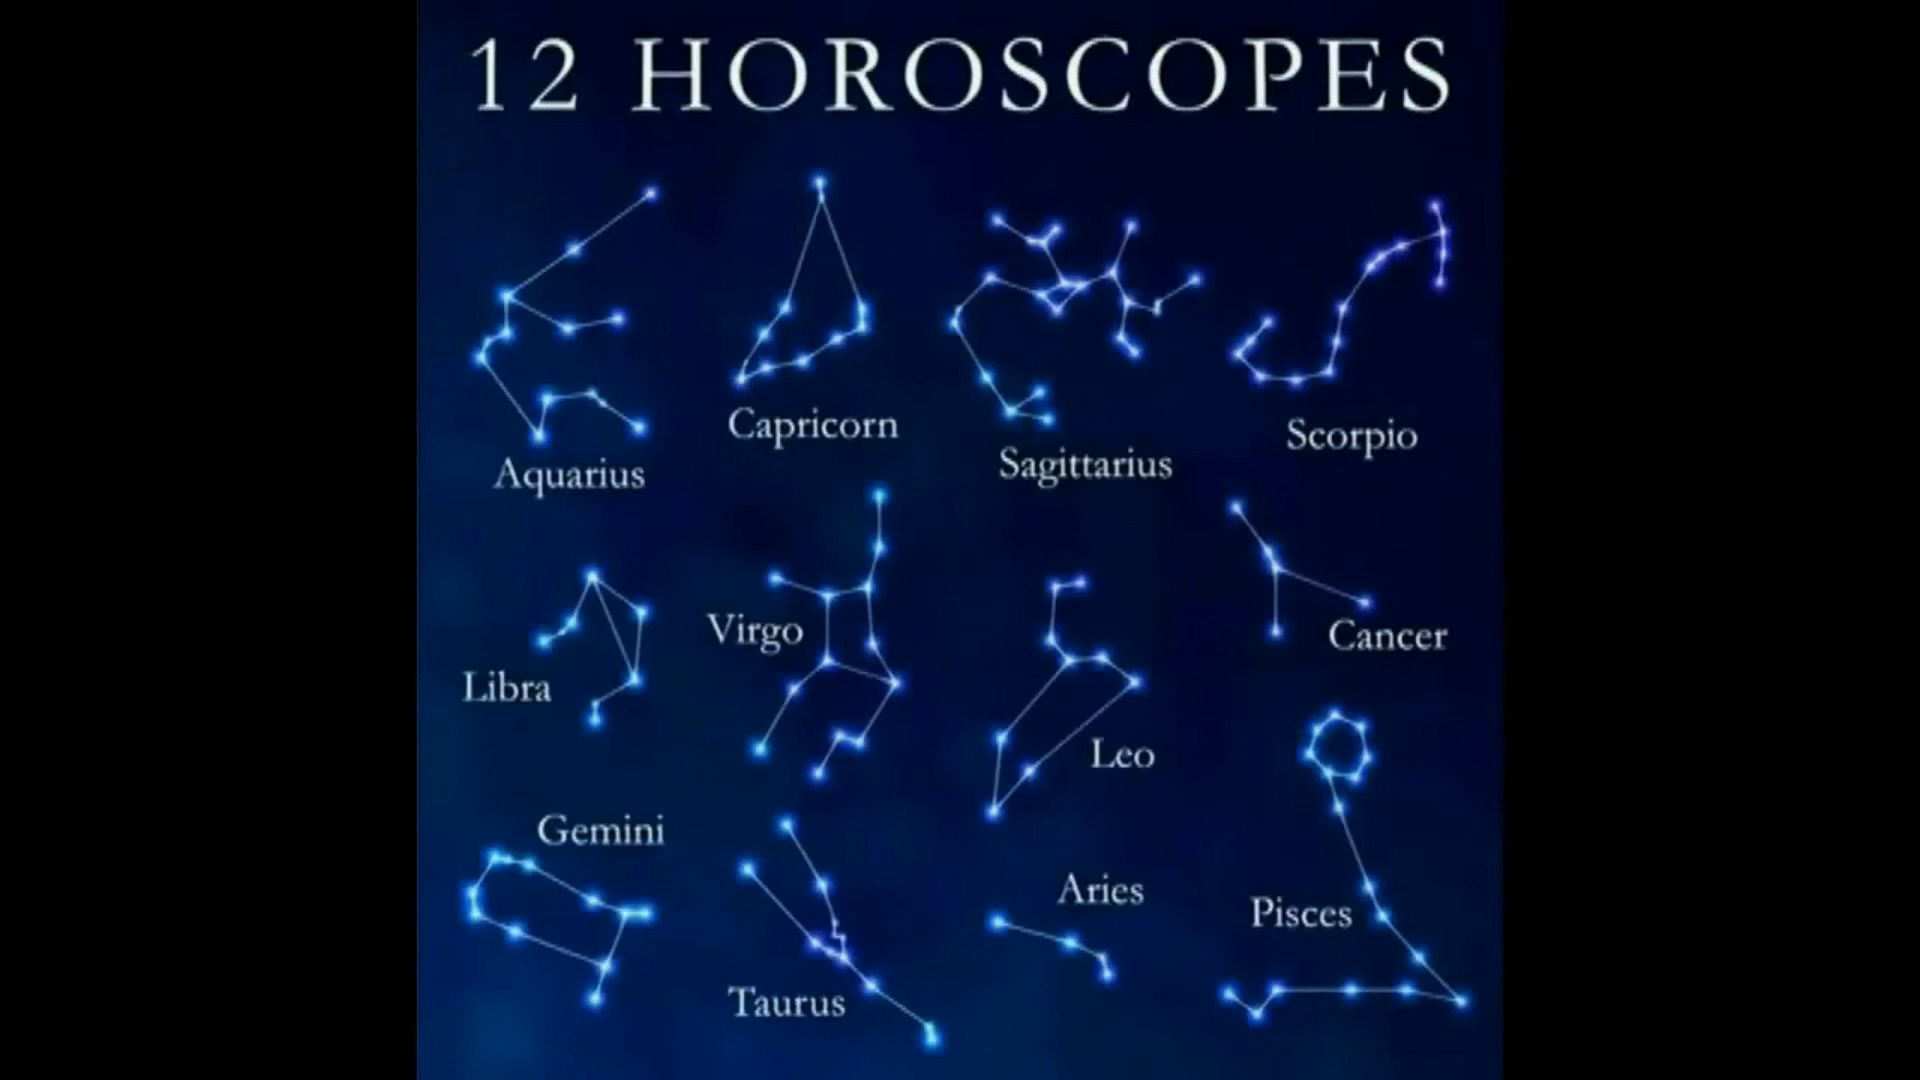 12 HOROSCOPES
Aquarius
Capricorn
Sagittarius
Scorpio
Libra
Virgo
Leo
Cancer
Gemini
Taurus
Aries
Pisces